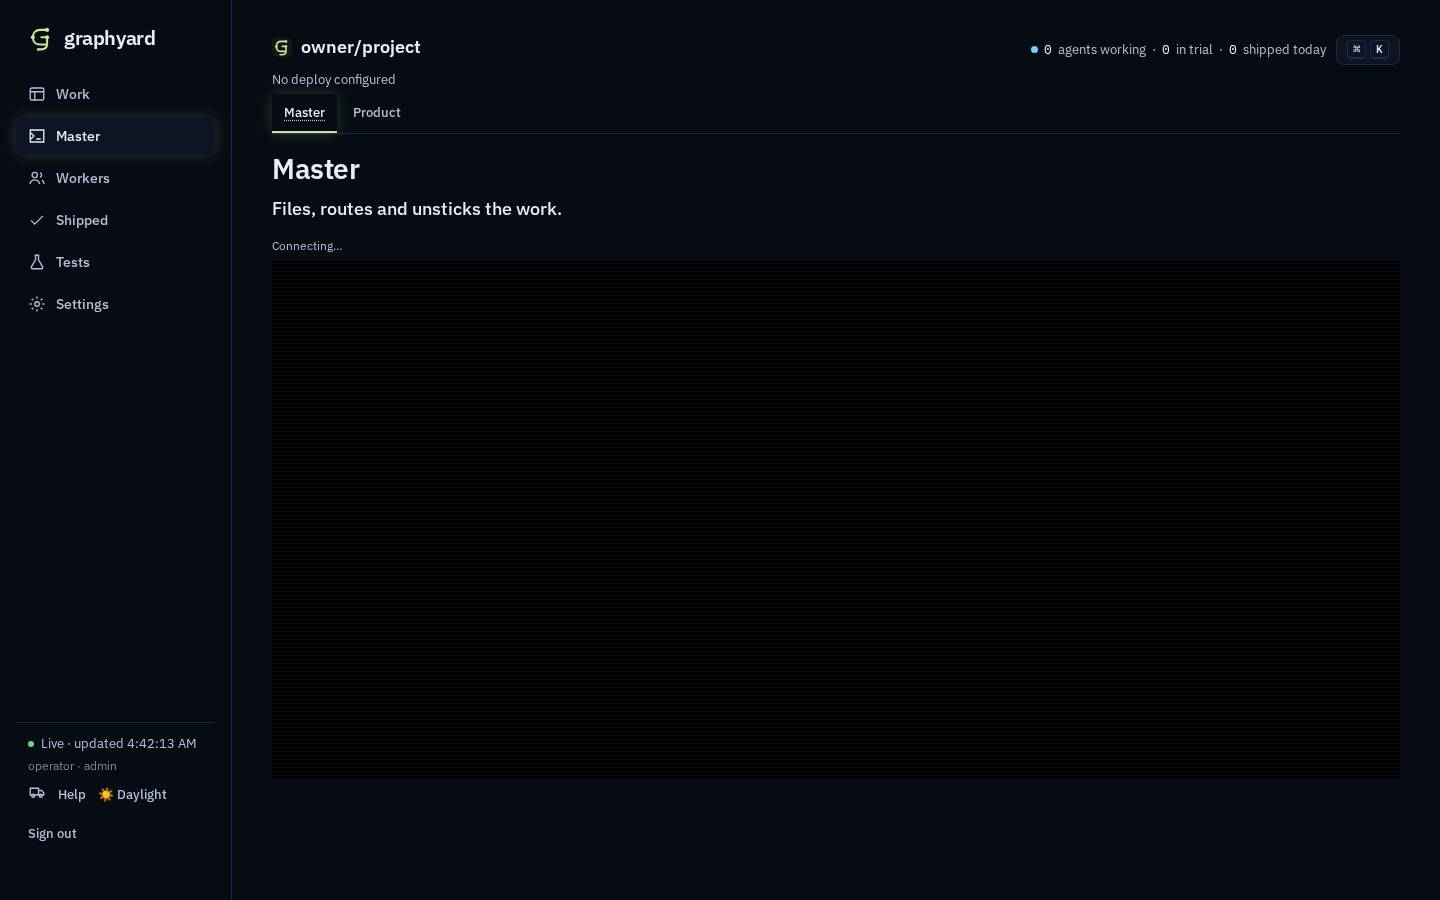 graphyard
Work
Master
Workers
Shipped
Tests
Settings
Live · updated 4:42:13 AM
operator · admin
Help ☀️ Daylight
Sign out
owner/project
0 agents working · 0 in trial · 0 shipped today ⌘ K
No deploy configured
Master Product
Master
Files, routes and unsticks the work.
Connecting…